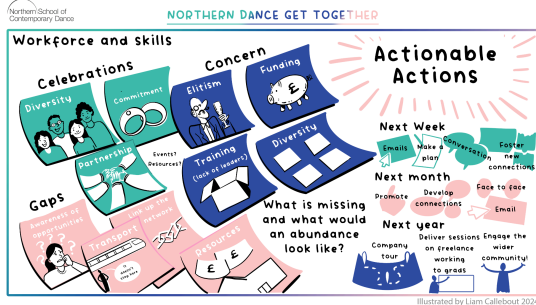 Northern School of
Contemporary Dance
NORTHERN DANCE GET TOGETHER
Workforce and skills
Celebrations
Diversity
Commitment
Partnership
Events?
Resources?
Concern
Elitism
Funding
£
Training
(lack of leaders)
Diversity
Gaps
Awareness of
opportunities
? ? ?
Transport
It doesn't
stop here
Link up the
network
Resources
£ £
What is missing
and what would
an abundance
look like?
Actionable
Actions
Next Week
Emails
Make a
plan
Conversation
Foster
new
connections
Next month
Promote
Develop
connections
Face to face
Email
Next year
Company
tour
Deliver sessions
on freelance
working
to grads
Engage the
wider
community!
Illustrated by Liam Callebout 2024